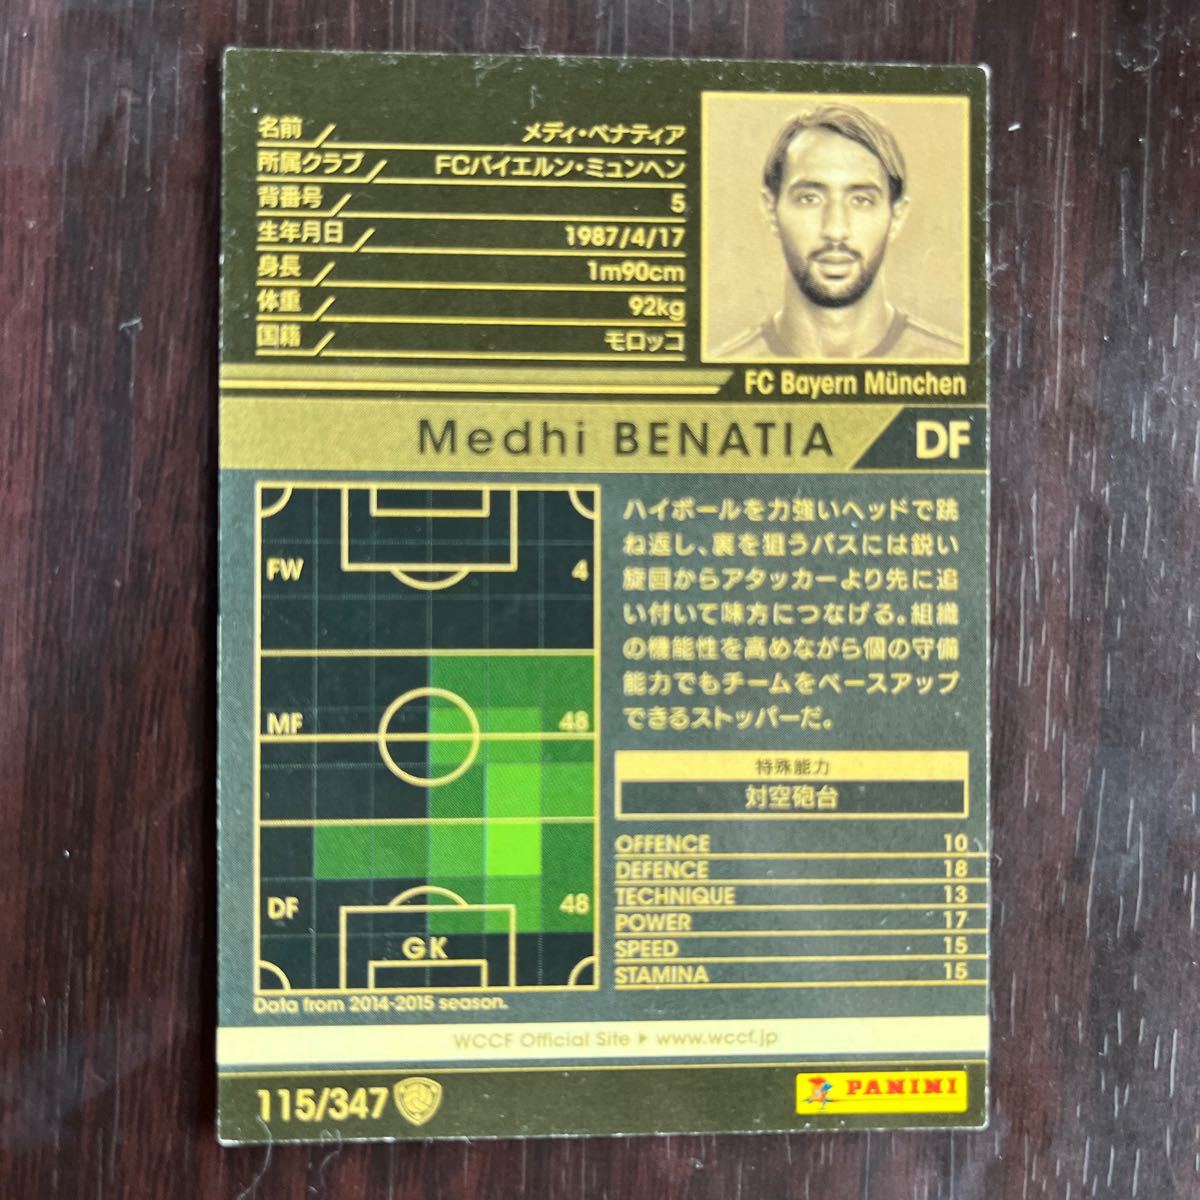 名前 メディ・ベナティア
所属クラブ FCバイエルン・ミュンヘン
背番号 5
生年月日 1987/4/17
身長 1m90cm
体重 92kg
国籍 モロッコ
FC Bayern München
Medhi BENATIA DF
FW 4
MF 48
DF 48
GK
Data from 2014-2015 season.
ハイボールを力強いヘッドで跳
ね返し、裏を狙うパスには鋭い
旋回からアタッカーより先に追
い付いて味方につなげる。組織
の機能性を高めながら個の守備
能力でもチームをベースアップ
できるストッパーだ。
特殊能力
対空砲台
OFFENCE 10
DEFENCE 18
TECHNIQUE 13
POWER 17
SPEED 15
STAMINA 15
WCCF Official Site ▶ www.wccf.jp
115/347
PANINI